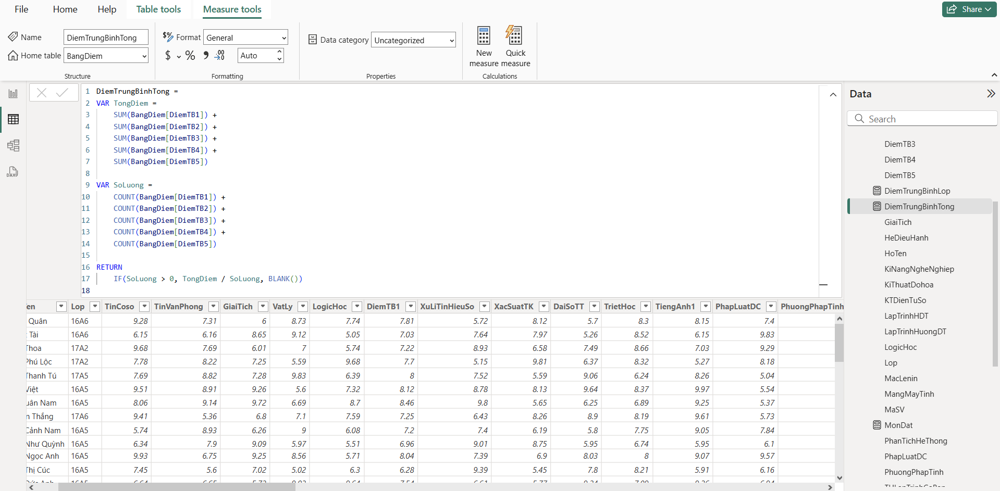 File Home Help Table tools Measure tools Share
Name DiemTrungBinhTong Format General Data category Uncategorized New measure Quick measure
Home table BangDiem $ % Auto
Structure Formatting Properties Calculations
1 DiemTrungBinhTong =
2 VAR TongDiem =
3 SUM(BangDiem[DiemTB1]) +
4 SUM(BangDiem[DiemTB2]) +
5 SUM(BangDiem[DiemTB3]) +
6 SUM(BangDiem[DiemTB4]) +
7 SUM(BangDiem[DiemTB5])
8
9 VAR SoLuong =
10 COUNT(BangDiem[DiemTB1]) +
11 COUNT(BangDiem[DiemTB2]) +
12 COUNT(BangDiem[DiemTB3]) +
13 COUNT(BangDiem[DiemTB4]) +
14 COUNT(BangDiem[DiemTB5])
15
16 RETURN
17 IF(SoLuong > 0, TongDiem / SoLuong, BLANK())
18
en Lop TinCoso TinVanPhong GiaiTich VatLy LogicHoc DiemTB1 XuLiTinHieuSo XacSuatTK DaiSoTT TrietHoc TiengAnh1 PhapLuatDC PhuongPhapTinh
Quân 16A6 9.28 7.31 6 8.73 7.74 7.81 5.72 8.12 5.7 8.3 8.15 7.4
Tài 16A6 6.15 6.16 8.65 9.12 5.05 7.03 7.64 7.97 5.26 8.52 6.15 9.83
Thoa 17A2 9.68 7.69 6.01 7 5.74 7.22 8.93 6.58 7.49 8.66 7.03 9.29
Phú Lộc 17A2 7.78 8.22 7.25 5.59 9.68 7.7 5.15 9.81 6.37 8.32 5.27 8.18
Thanh Tú 17A5 7.69 8.82 7.28 9.83 6.39 8 7.52 5.59 9.06 6.24 8.26 5.04
Việt 16A5 9.51 8.91 9.26 5.6 7.32 8.12 8.78 8.13 9.64 8.37 9.97 5.54
uân Nam 16A5 8.06 9.14 9.72 6.69 8.7 8.46 9.8 5.65 6.25 6.89 9.25 5.37
n Thắng 17A6 9.41 5.36 6.8 7.1 7.59 7.25 6.43 8.26 8.9 8.19 9.61 5.73
Cảnh Nam 16A5 5.74 8.93 6.26 9 6.08 7.2 7.4 6.19 5.8 7.75 9.05 7.84
Như Quỳnh 16A5 6.34 7.9 9.09 5.97 5.51 6.96 9.01 8.75 5.95 6.74 5.95 6.1
Ngọc Anh 16A5 9.93 6.75 9.25 8.56 5.71 8.04 7.39 6.9 8.03 8 9.07 9.57
Thị Cúc 16A5 7.45 5.6 7.02 5.02 6.3 6.28 9.39 5.45 7.8 8.21 5.91 6.16
Data
Search
DiemTB3
DiemTB4
DiemTB5
DiemTrungBinhLop
DiemTrungBinhTong
GiaiTich
HeDieuHanh
HoTen
KiNangNgheNghiep
KiThuatDohoa
KTDienTuSo
LapTrinhHDT
LapTrinhHuongDT
LogicHoc
Lop
MacLenin
MangMayTinh
MaSV
MonDat
PhanTichHeThong
PhapLuatDC
PhuongPhapTinh